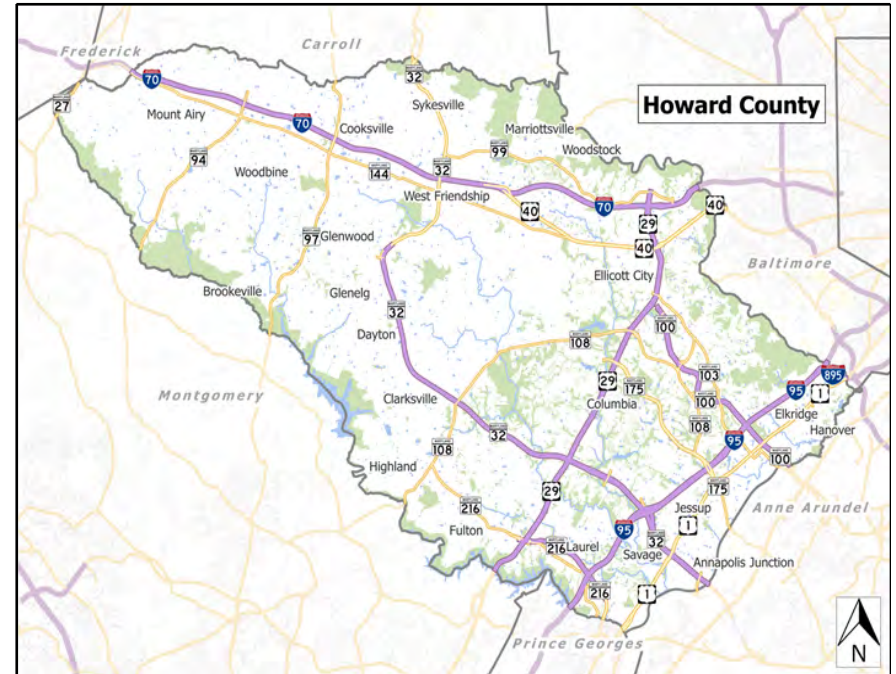 Frederick
Carroll
Howard County
70
32
27
Mount Airy
Sykesville
70
Cooksville
Marriottsville
99
Woodstock
94
144
32
Woodbine
West Friendship
70
40
40
29
97
Glenwood
40
Ellicott City
Baltimore
Brookeville
Glenelg
32
100
Dayton
108
103
895
Montgomery
29
175
95
1
Clarksville
100
Columbia
Elkridge
108
Hanover
108
32
95
100
Highland
29
175
216
Jessup
Anne Arundel
Fulton
95
1
216
Laurel
32
Savage
Annapolis Junction
216
1
Prince Georges
N